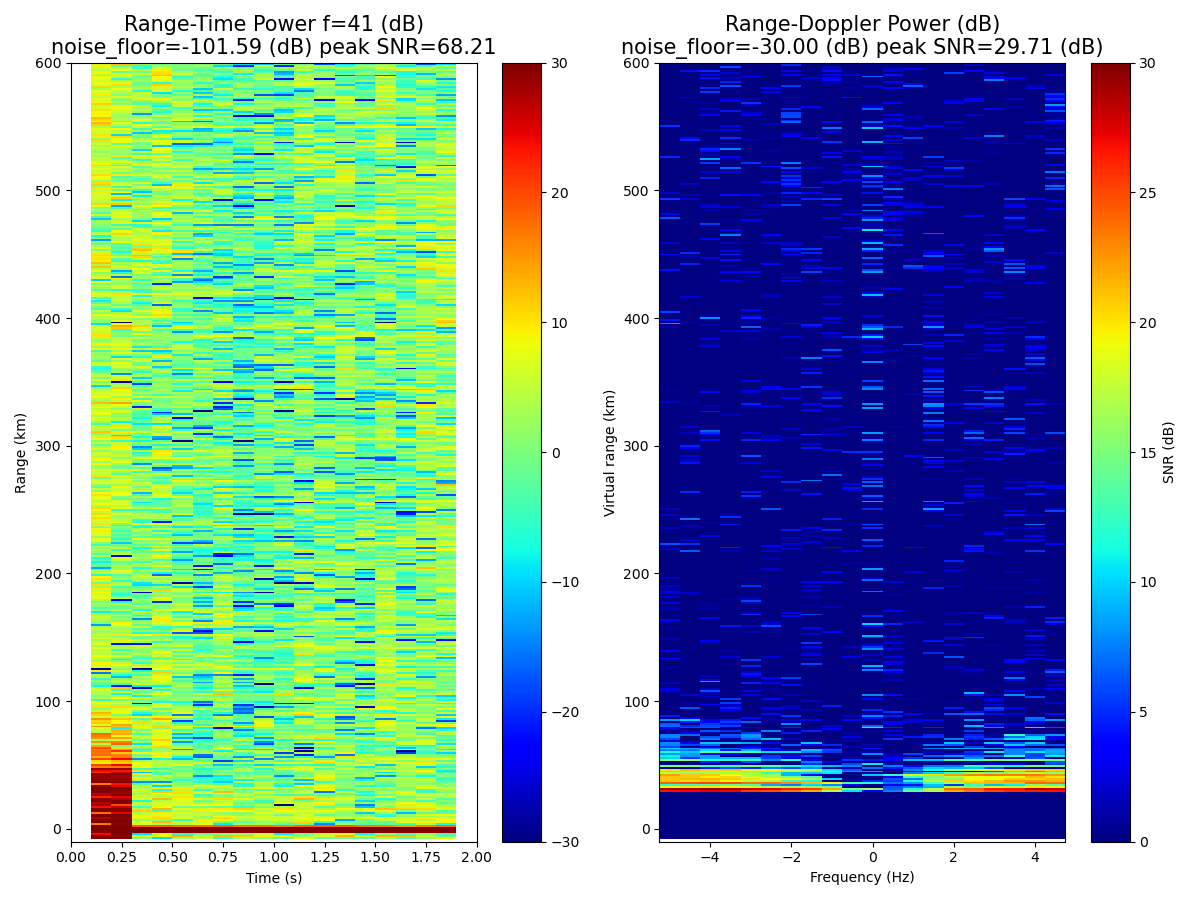 Range-Time Power f=41 (dB)
noise_floor=-101.59 (dB) peak SNR=68.21
Range-Doppler Power (dB)
noise_floor=-30.00 (dB) peak SNR=29.71 (dB)
600
500
400
300
200
100
0
Range (km)
0.00 0.25 0.50 0.75 1.00 1.25 1.50 1.75 2.00
Time (s)
30
20
10
0
−10
−20
−30
600
500
400
300
200
100
0
Virtual range (km)
−4 −2 0 2 4
Frequency (Hz)
30
25
20
15
10
5
0
SNR (dB)